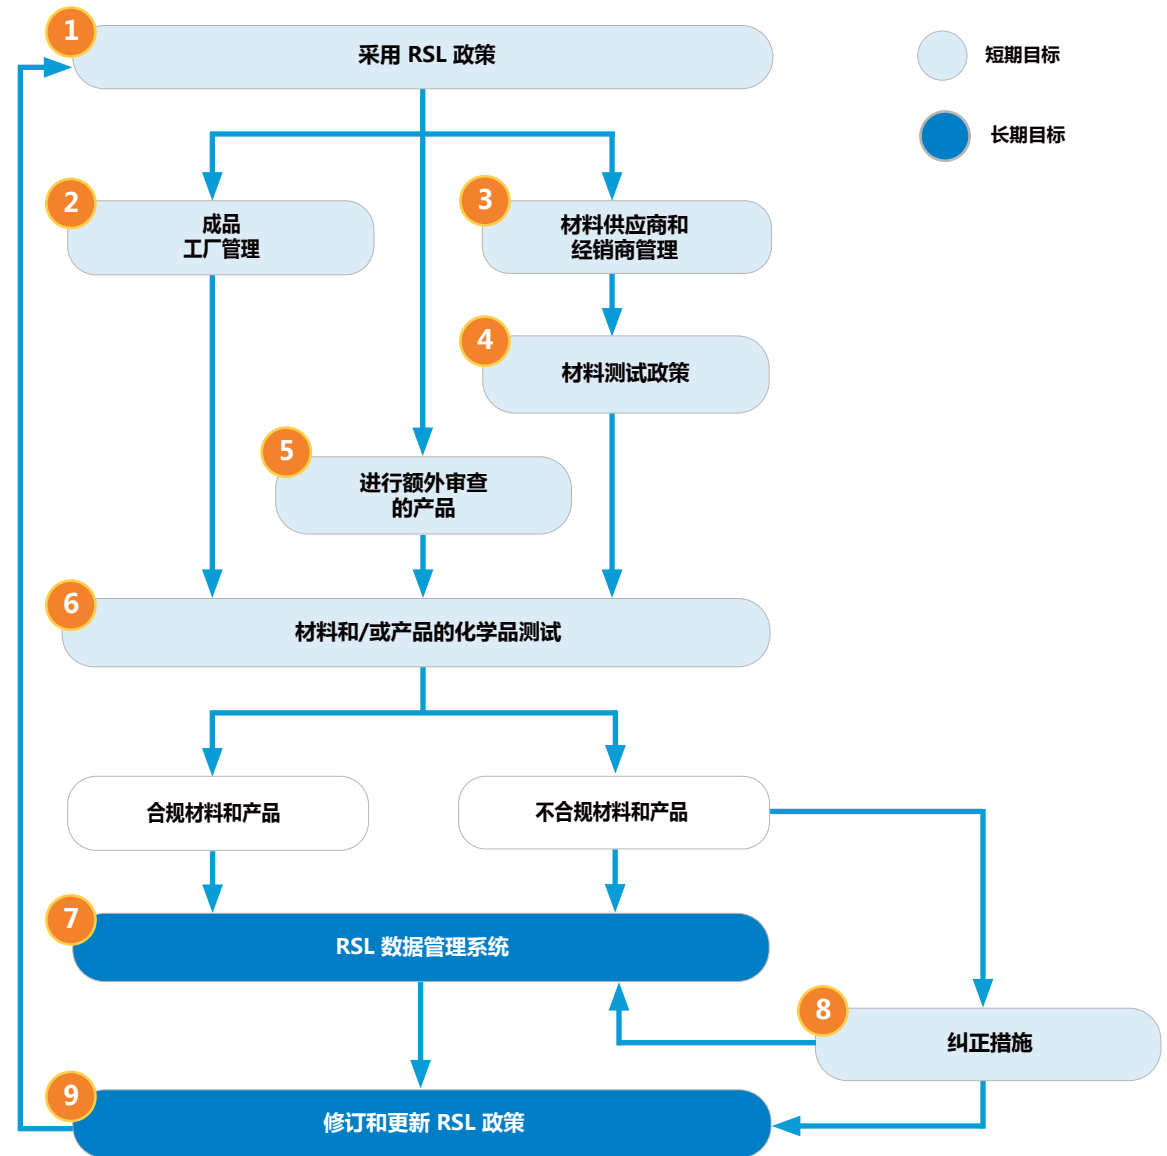 1
采用 RSL 政策
短期目标
长期目标
2
成品
工厂管理
3
材料供应商和
经销商管理
4
材料测试政策
5
进行额外审查
的产品
6
材料和/或产品的化学品测试
合规材料和产品
不合规材料和产品
7
RSL 数据管理系统
8
纠正措施
9
修订和更新 RSL 政策